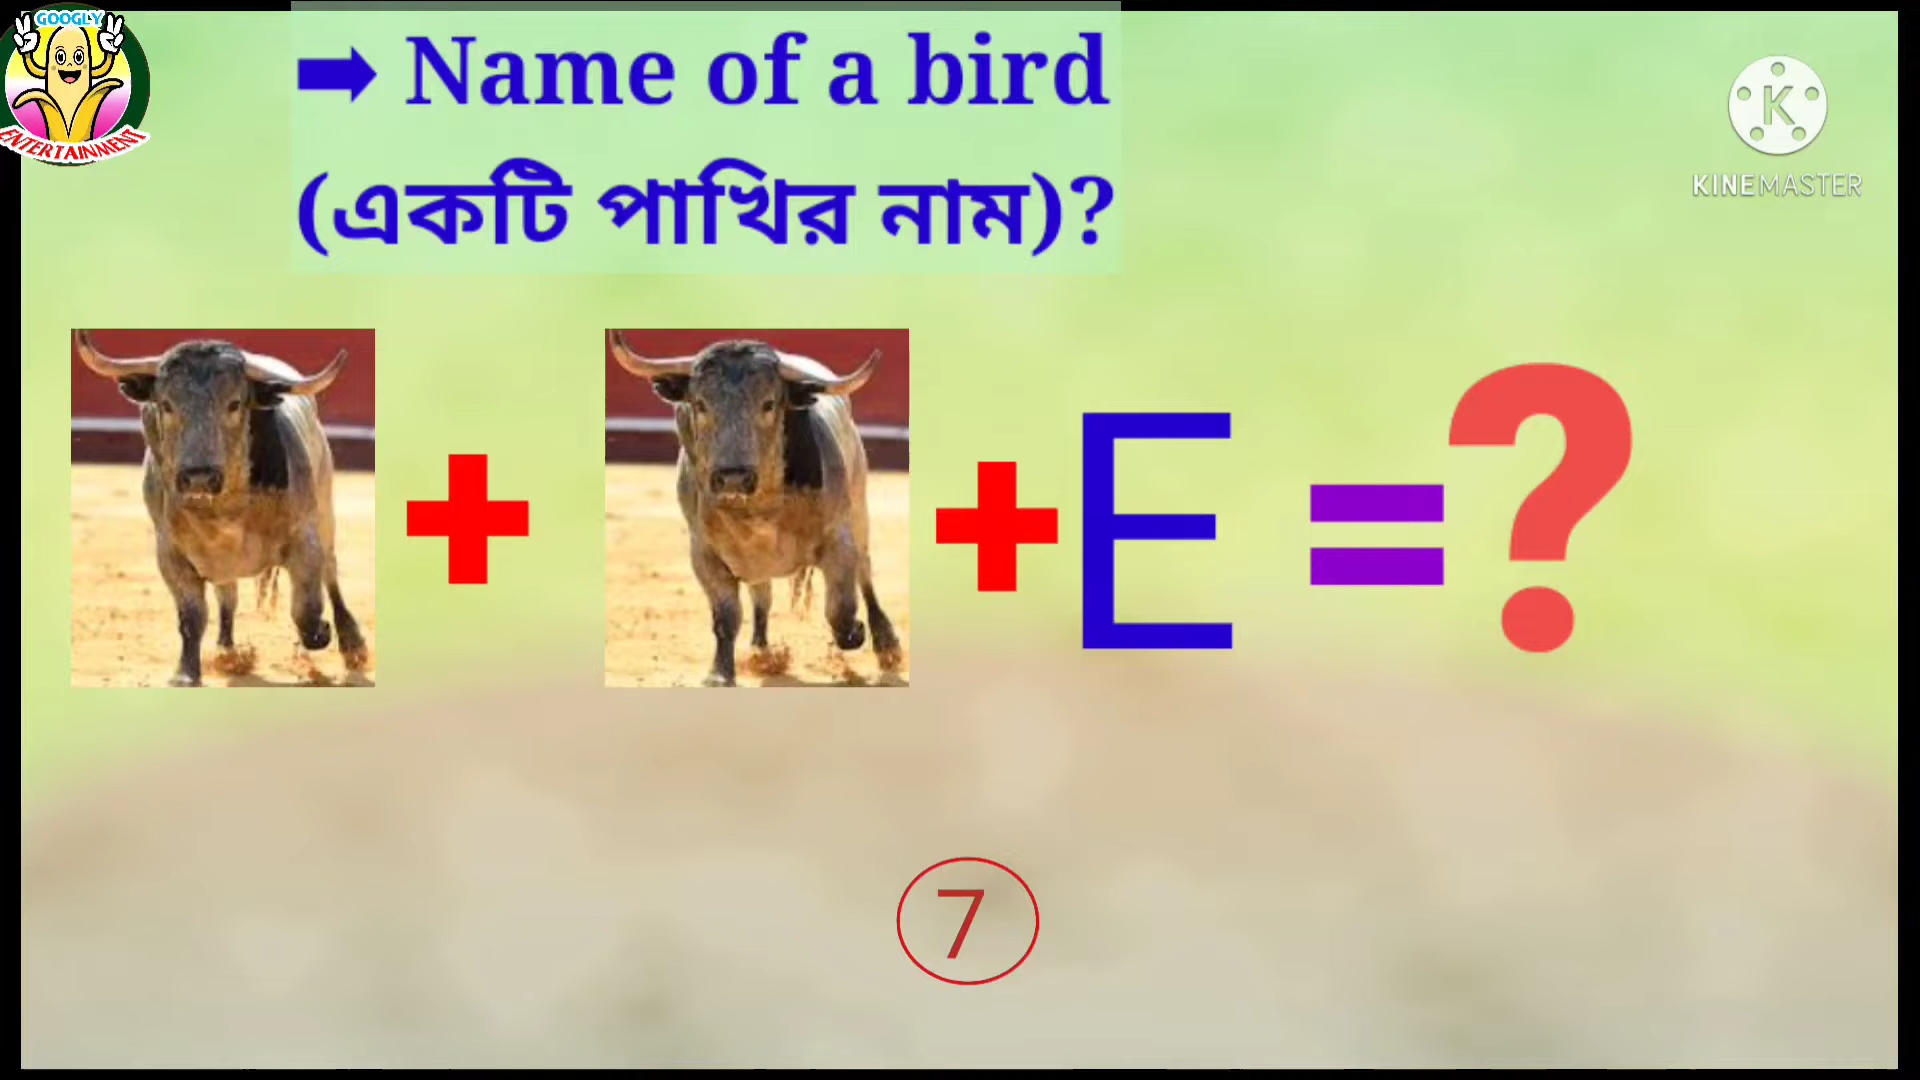 GOOGLY
ENTERTAINMENT
➡ Name of a bird
(একটি পাখির নাম)?
K
KINEMASTER
+ + E = ?
7